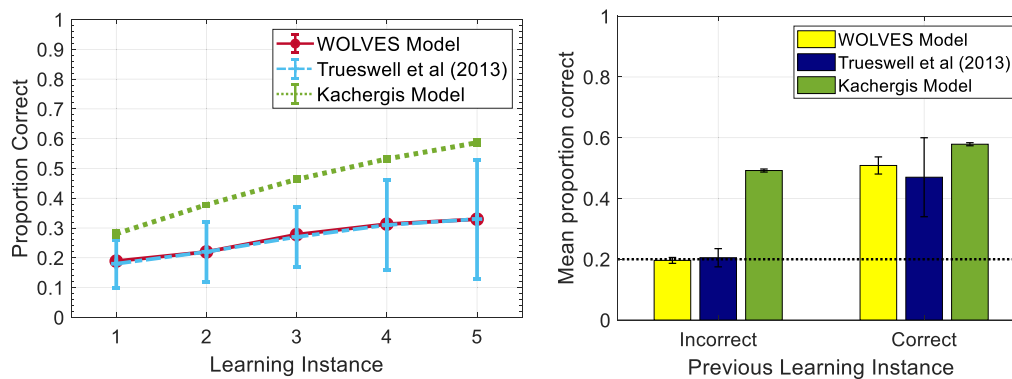 1
0.9
0.8
0.7
0.6
0.5
0.4
0.3
0.2
0.1
0
Proportion Correct
WOLVES Model
Trueswell et al (2013)
Kachergis Model
1 2 3 4 5
Learning Instance
1
0.8
0.6
0.4
0.2
0
Mean proportion correct
WOLVES Model
Trueswell et al (2013)
Kachergis Model
Incorrect Correct
Previous Learning Instance